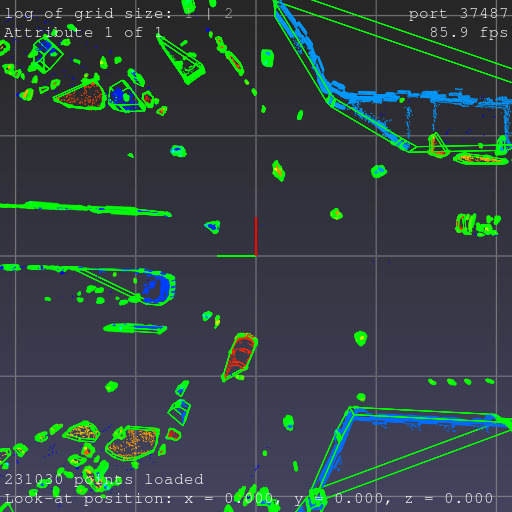 log of grid size: 1 | 2
port 37487
Attribute 1 of 1
85.9 fps
231030 points loaded
Look-at position: x = 0.000, y = 0.000, z = 0.000